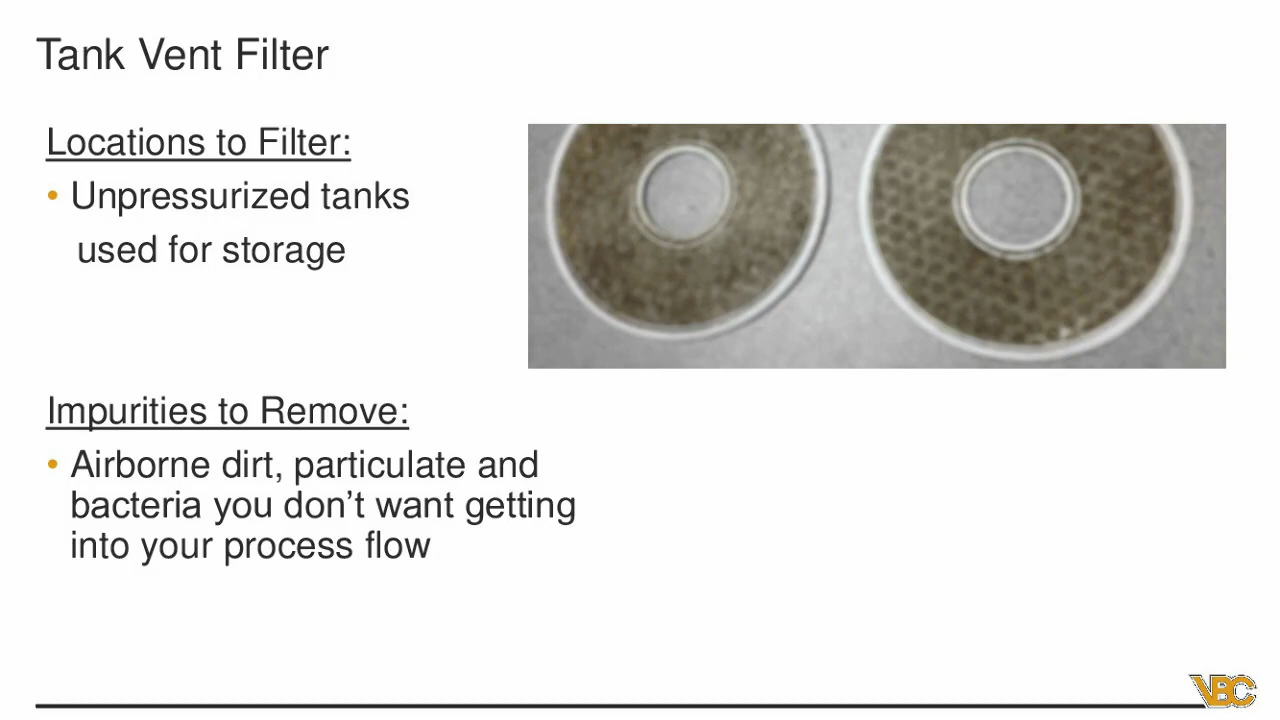 Tank Vent Filter
Locations to Filter:
• Unpressurized tanks
used for storage
Impurities to Remove:
• Airborne dirt, particulate and
bacteria you don’t want getting
into your process flow
VBC